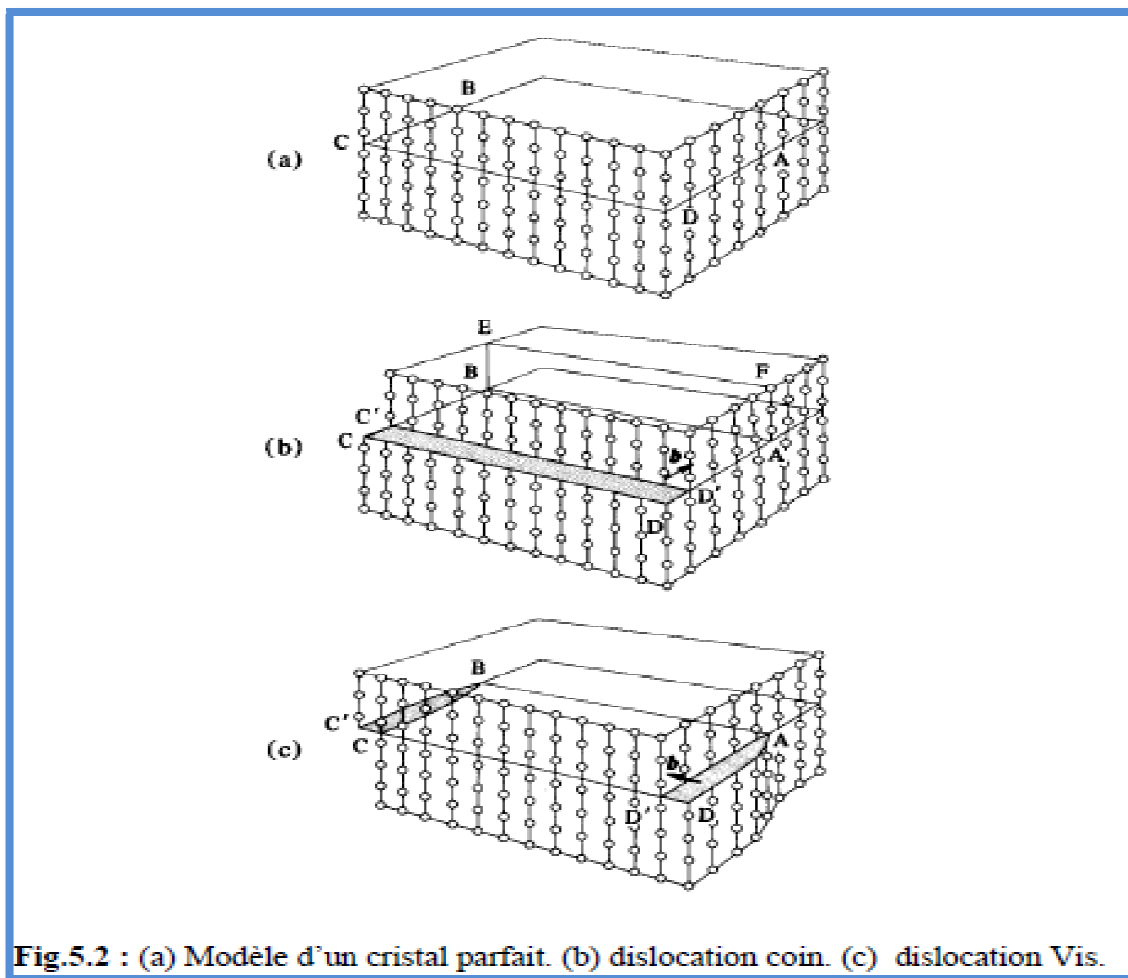 B
C
(a)
A
D
E
B
F
C'
C
(b)
b
A
D'
D
B
C'
C
(c)
A
b
D'
D
Fig.5.2 : (a) Modèle d'un cristal parfait. (b) dislocation coin. (c) dislocation Vis.